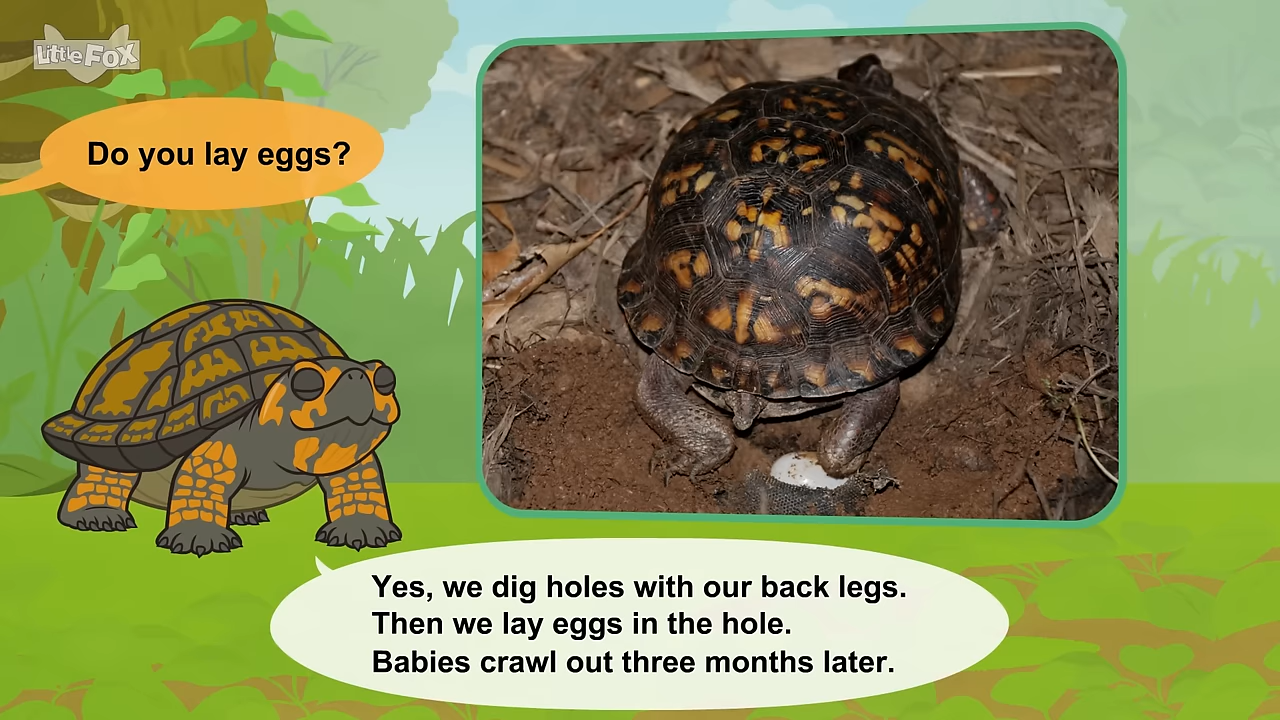 Little Fox
Do you lay eggs?
Yes, we dig holes with our back legs.
Then we lay eggs in the hole.
Babies crawl out three months later.